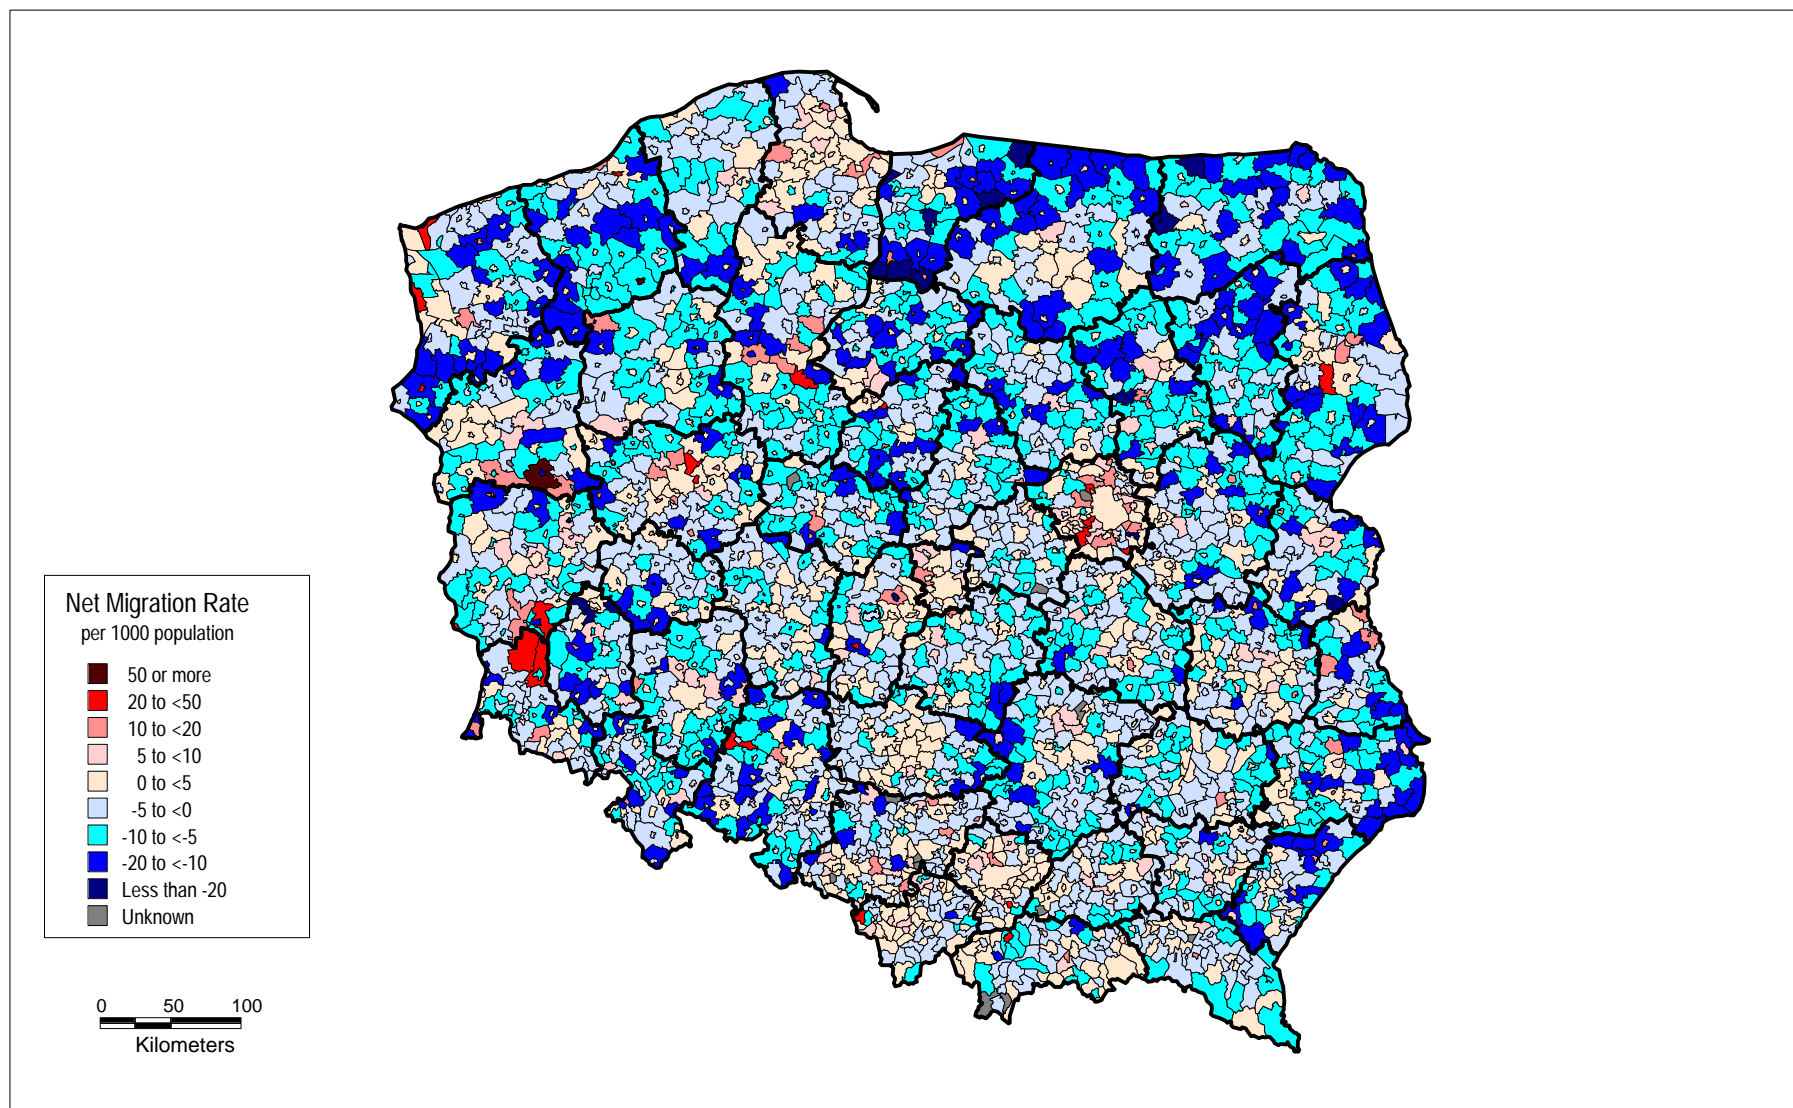 Net Migration Rate
per 1000 population
50 or more
20 to <50
10 to <20
5 to <10
0 to <5
-5 to <0
-10 to <-5
-20 to <-10
Less than -20
Unknown
0 50 100
Kilometers